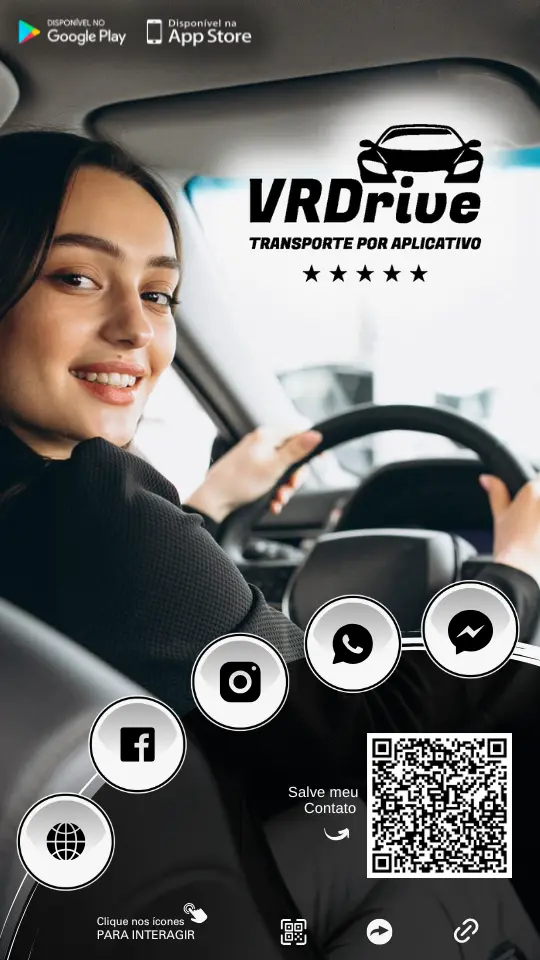 DISPONÍVEL NO
Google Play
Disponível na
App Store
VRDrive
TRANSPORTE POR APLICATIVO
Salve meu
Contato
Clique nos ícones
PARA INTERAGIR